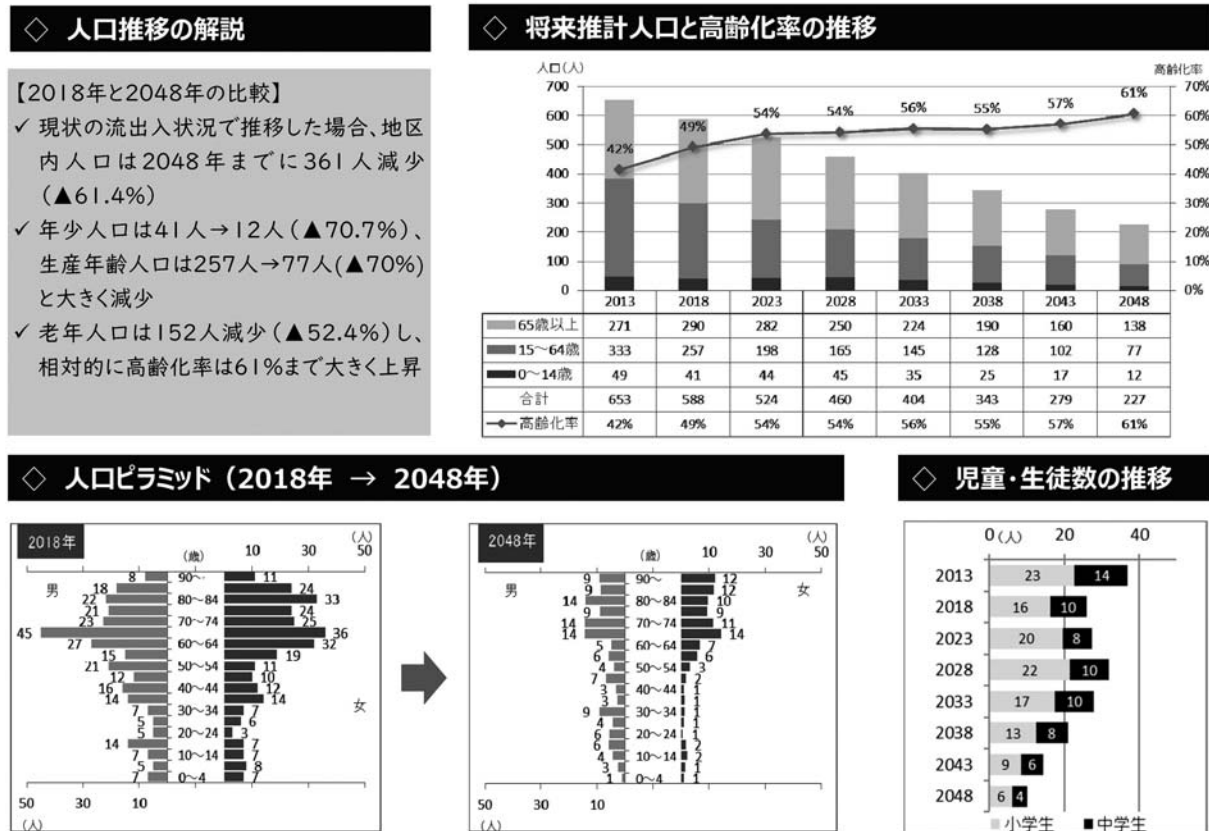 ◇ 人口推移の解説
【2018年と2048年の比較】
✓ 現状の流出入状況で推移した場合、地区
内人口は2048年までに361人減少
(▲61.4%)
✓ 年少人口は41人→12人(▲70.7%)、
生産年齢人口は257人→77人(▲70%)
と大きく減少
✓ 老年人口は152人減少(▲52.4%)し、
相対的に高齢化率は61%まで大きく上昇
◇ 将来推計人口と高齢化率の推移
人口(人) 高齢化率
700 70%
600 60%
500 50%
400 40%
300 30%
200 20%
100 10%
0 0%
42% 49% 54% 54% 56% 55% 57% 61%
2013 2018 2023 2028 2033 2038 2043 2048
65歳以上 271 290 282 250 224 190 160 138
15~64歳 333 257 198 165 145 128 102 77
0~14歳 49 41 44 45 35 25 17 12
合計 653 588 524 460 404 343 279 227
高齢化率 42% 49% 54% 54% 56% 55% 57% 61%
◇ 人口ピラミッド(2018年 → 2048年)
2018年
(歳) 10 30 50 (人)
男 女
8 90~ 11
18 24
22 80~84 33
21 24
23 70~74 25
45 36
27 60~64 32
15 19
21 50~54 11
12 10
16 40~44 12
14 14
7 30~34 7
5 6
5 20~24 3
14 7
7 10~14 7
5 8
7 0~4 7
50 30 10
(人)
2048年
(歳) 10 30 50 (人)
男 女
9 90~ 12
9 12
14 80~84 10
9 9
14 70~74 11
14 14
5 60~64 7
6 6
4 50~54 3
7 2
3 40~44 1
3 1
9 30~34 1
4 1
6 20~24 1
6 2
4 10~14 2
3 1
1 0~4 1
50 30 10
(人)
◇ 児童・生徒数の推移
0 (人) 20 40
2013 23 14
2018 16 10
2023 20 8
2028 22 10
2033 17 10
2038 13 8
2043 9 6
2048 6 4
小学生 中学生